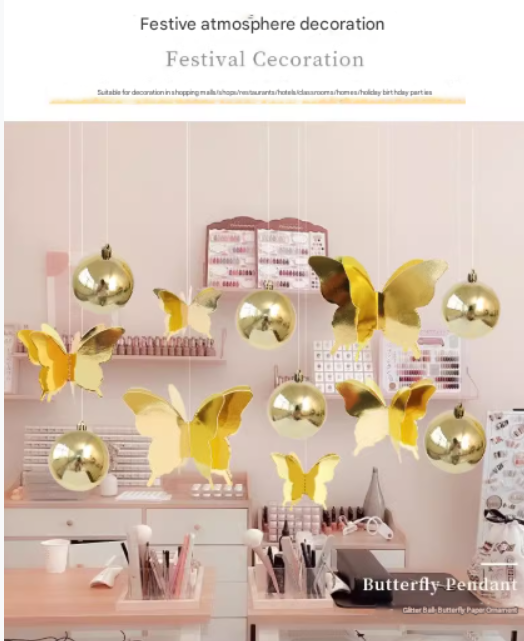 Festive atmosphere decoration
Festival Cecoration
Suitable for decoration in shopping malls/shops/restaurants/hotels/classrooms/homes/holiday birthday parties
Butterfly Pendant
Glitter Ball Butterfly Paper Ornament